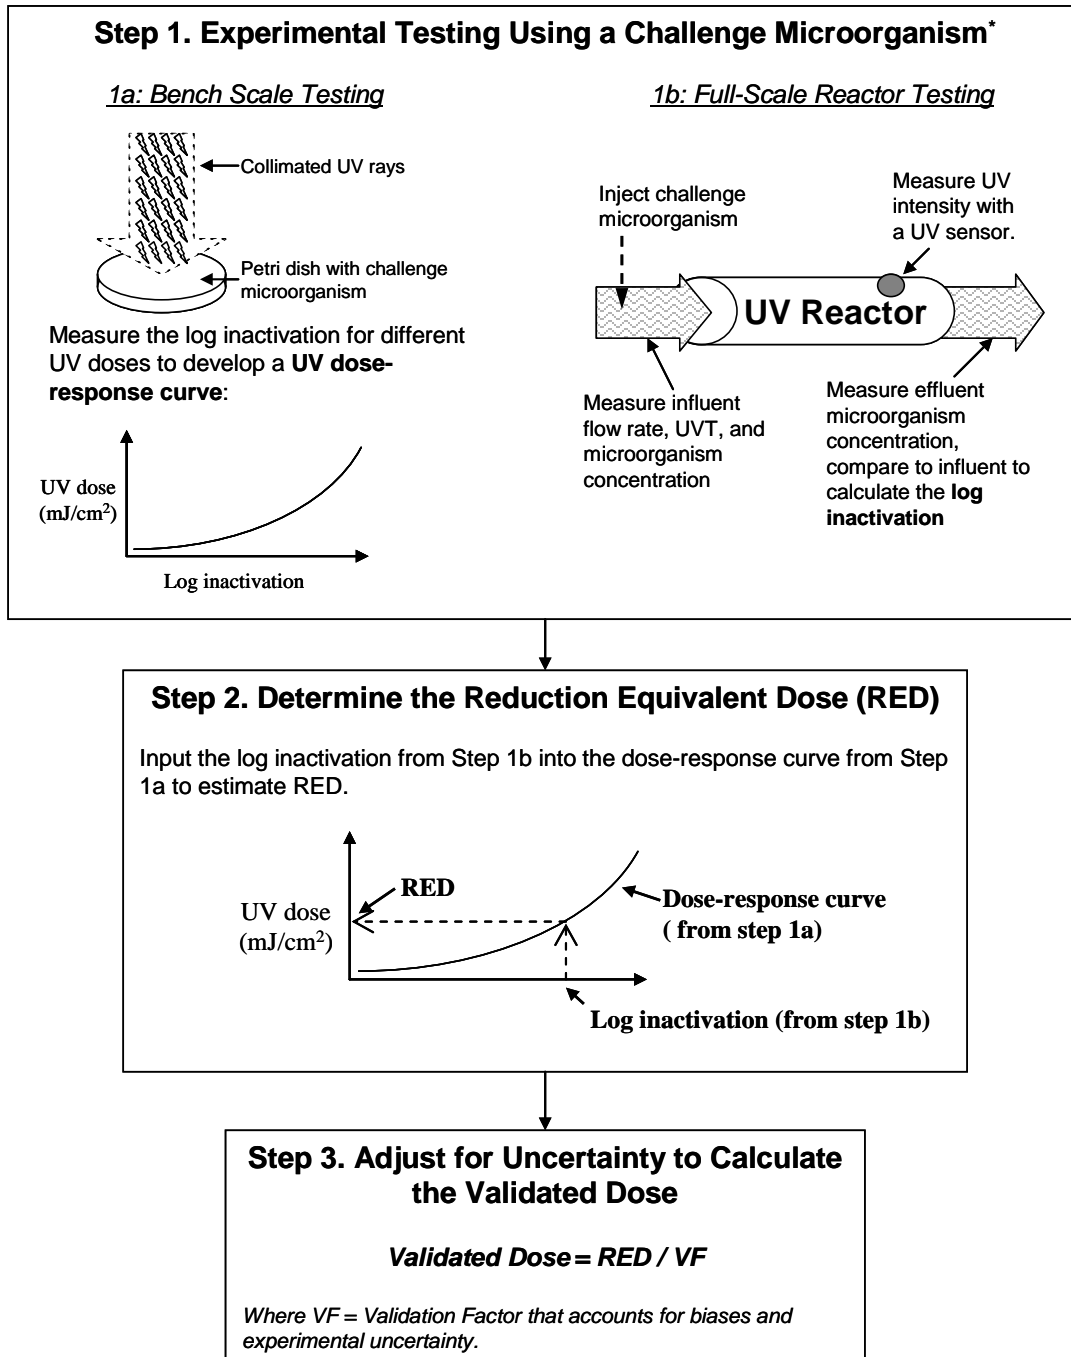 Step 1. Experimental Testing Using a Challenge Microorganism*
1a: Bench Scale Testing
Collimated UV rays
Petri dish with challenge
microorganism
Measure the log inactivation for different
UV doses to develop a UV dose-
response curve:
UV dose
(mJ/cm²)
Log inactivation
1b: Full-Scale Reactor Testing
Inject challenge
microorganism
Measure UV
intensity with
a UV sensor.
UV Reactor
Measure influent
flow rate, UVT, and
microorganism
concentration
Measure effluent
microorganism
concentration,
compare to influent to
calculate the log
inactivation
Step 2. Determine the Reduction Equivalent Dose (RED)
Input the log inactivation from Step 1b into the dose-response curve from Step
1a to estimate RED.
RED
UV dose
(mJ/cm²)
Dose-response curve
( from step 1a)
Log inactivation (from step 1b)
Step 3. Adjust for Uncertainty to Calculate
the Validated Dose
Validated Dose = RED / VF
Where VF = Validation Factor that accounts for biases and
experimental uncertainty.